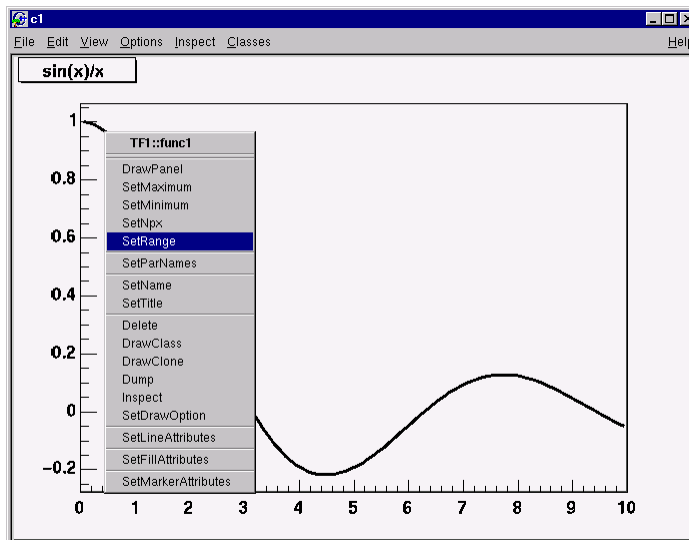 c1
File Edit View Options Inspect Classes Help
sin(x)/x
TF1::func1
DrawPanel
SetMaximum
SetMinimum
SetNpx
SetRange
SetParNames
SetName
SetTitle
Delete
DrawClass
DrawClone
Dump
Inspect
SetDrawOption
SetLineAttributes
SetFillAttributes
SetMarkerAttributes
1
0.8
0.6
0.4
0.2
0
−0.2
0 1 2 3 4 5 6 7 8 9 10